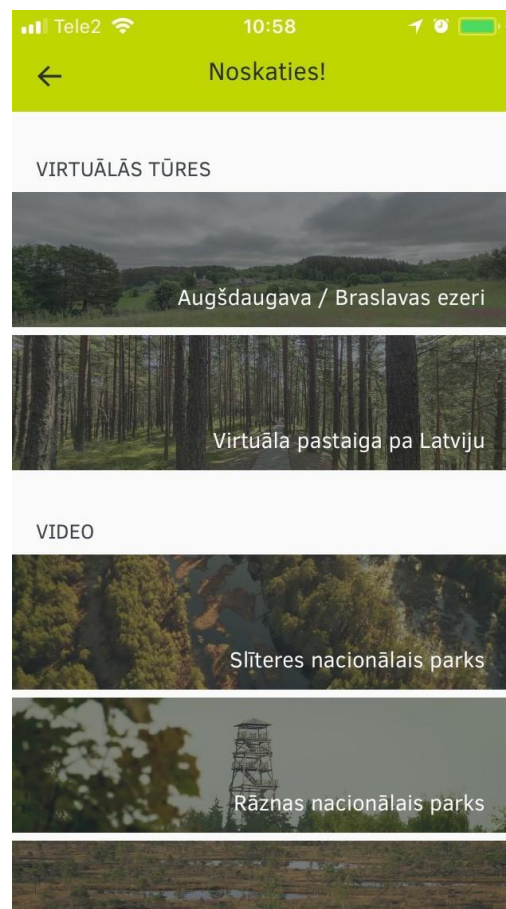 Tele2 10:58
Noskaties!
VIRTUĀLĀS TŪRES
Augšdaugava / Braslavas ezeri
Virtuāla pastaiga pa Latviju
VIDEO
Slīteres nacionālais parks
Rāznas nacionālais parks